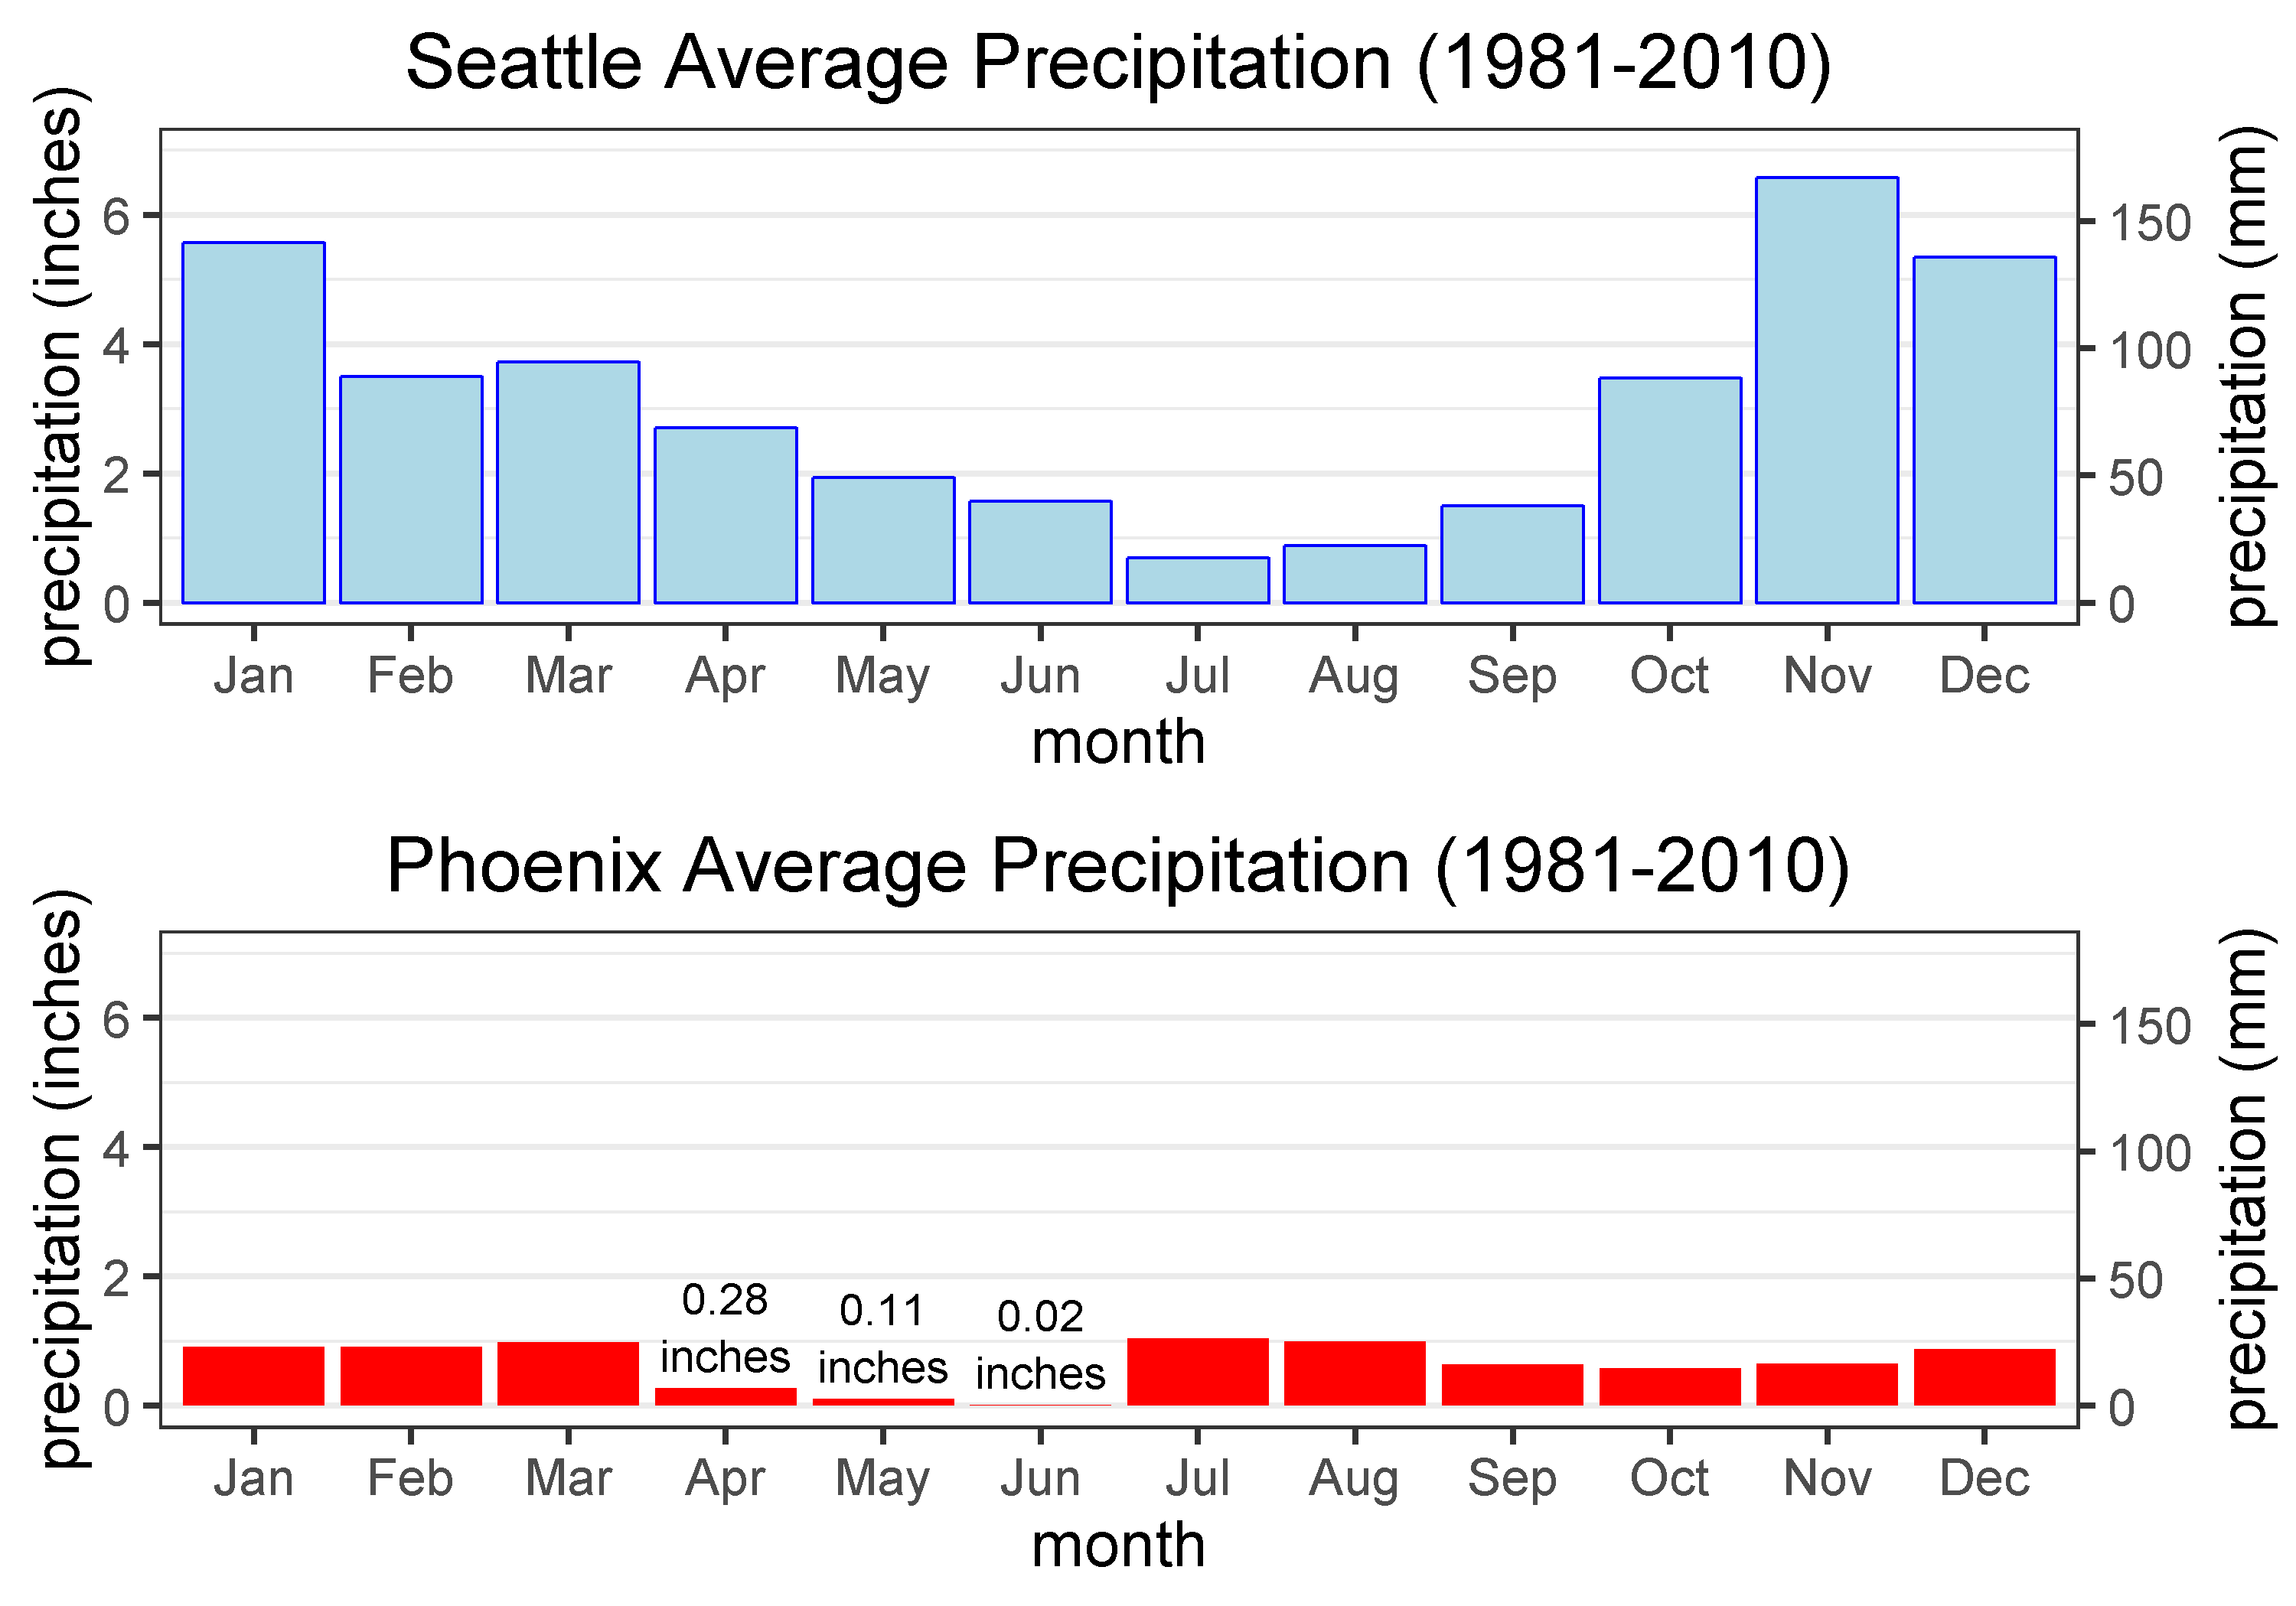 Seattle Average Precipitation (1981-2010)
precipitation (inches)
6
4
2
0
150
100
50
0
precipitation (mm)
Jan Feb Mar Apr May Jun Jul Aug Sep Oct Nov Dec
month
Phoenix Average Precipitation (1981-2010)
precipitation (inches)
6
4
2
0
0.28
inches
0.11
inches
0.02
inches
150
100
50
0
precipitation (mm)
Jan Feb Mar Apr May Jun Jul Aug Sep Oct Nov Dec
month